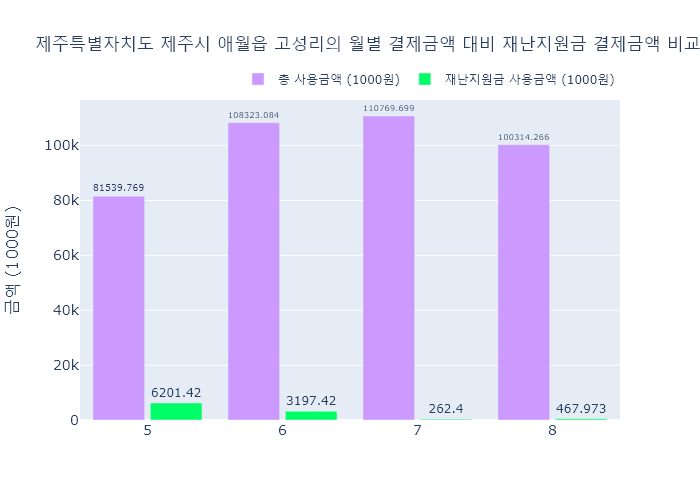 제주특별자치도 제주시 애월읍 고성리의 월별 결제금액 대비 재난지원금 결제금액 비교
총 사용금액 (1000원)
재난지원금 사용금액 (1000원)
금액 (1000원)
100k
80k
60k
40k
20k
0
81539.769
108323.084
110769.699
100314.266
6201.42
3197.42
262.4
467.973
5
6
7
8